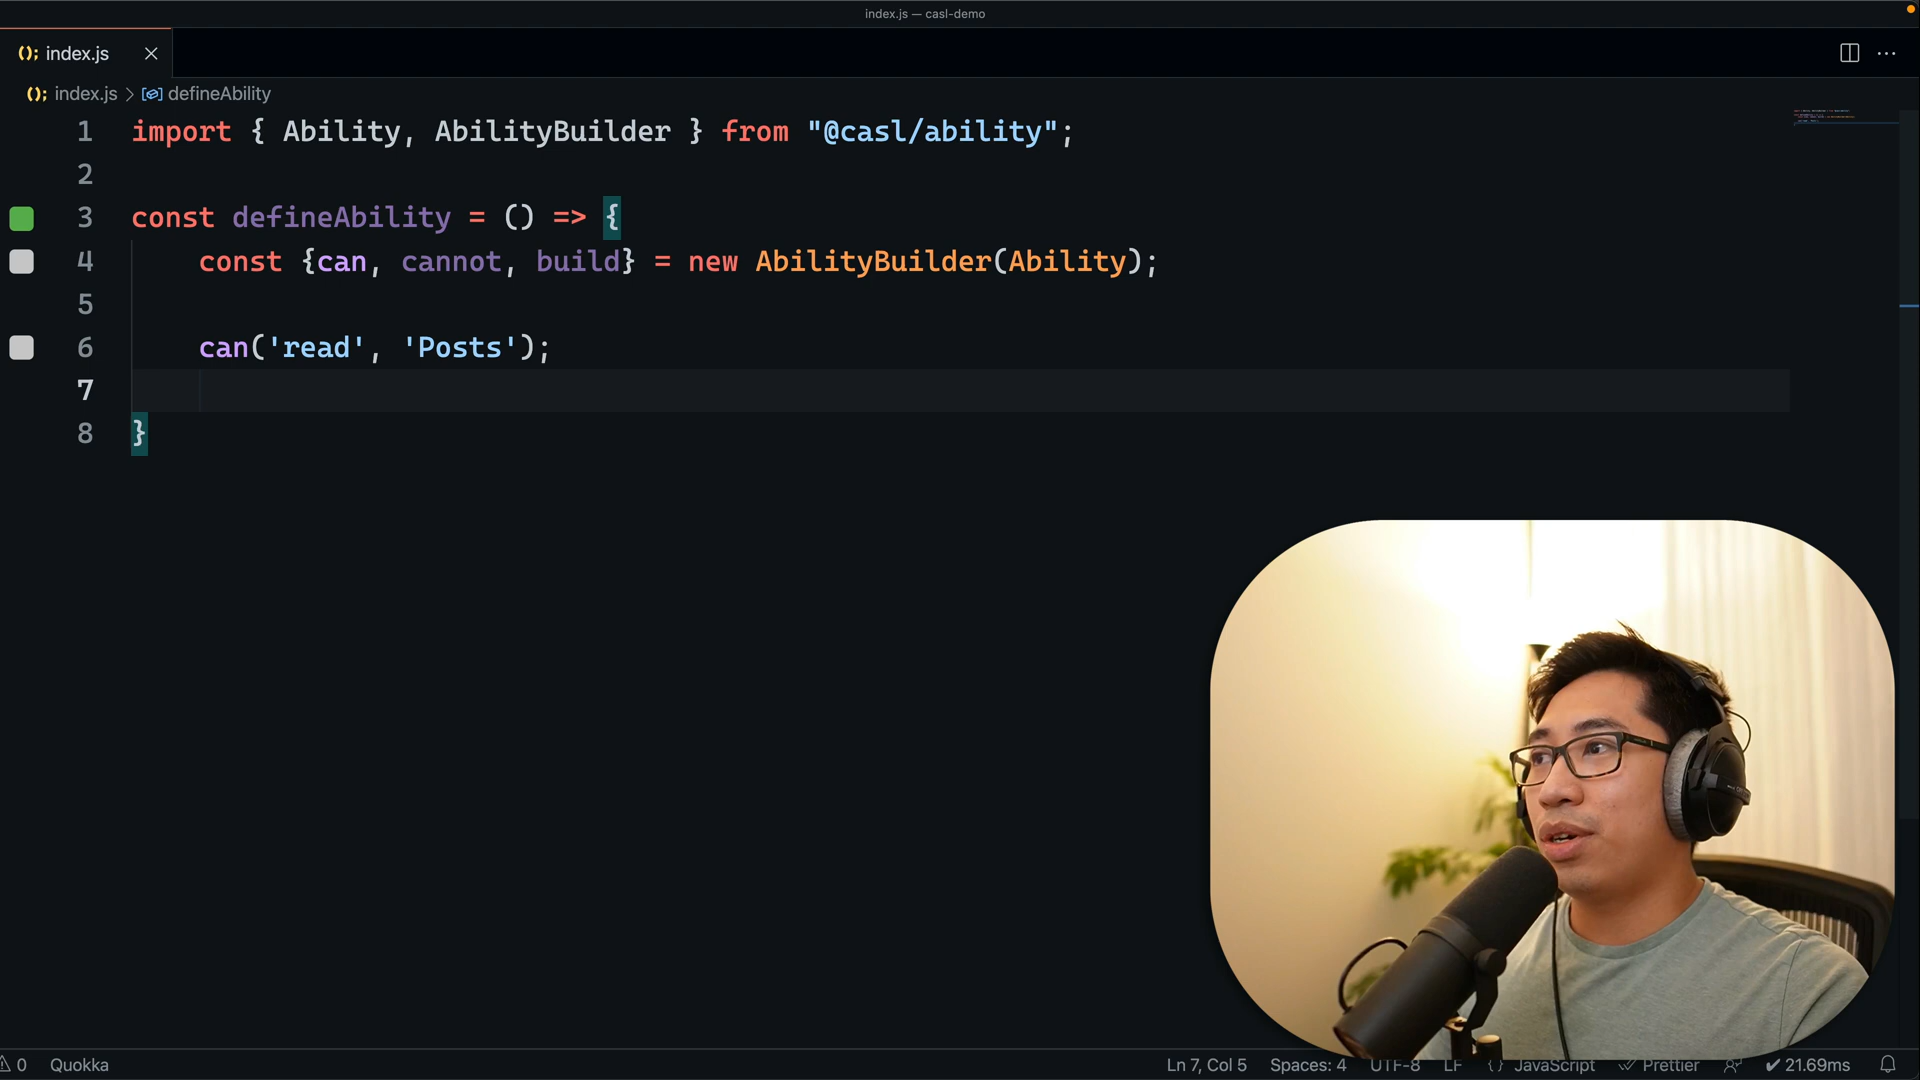 index.js — casl-demo
index.js
index.js > defineAbility
1 import { Ability, AbilityBuilder } from "@casl/ability";
2
3 const defineAbility = () => {
4 const {can, cannot, build} = new AbilityBuilder(Ability);
5
6 can('read', 'Posts');
7
8 }
0 Quokka Ln 7, Col 5 Spaces: 4 UTF-8 LF {} JavaScript Prettier 21.69ms